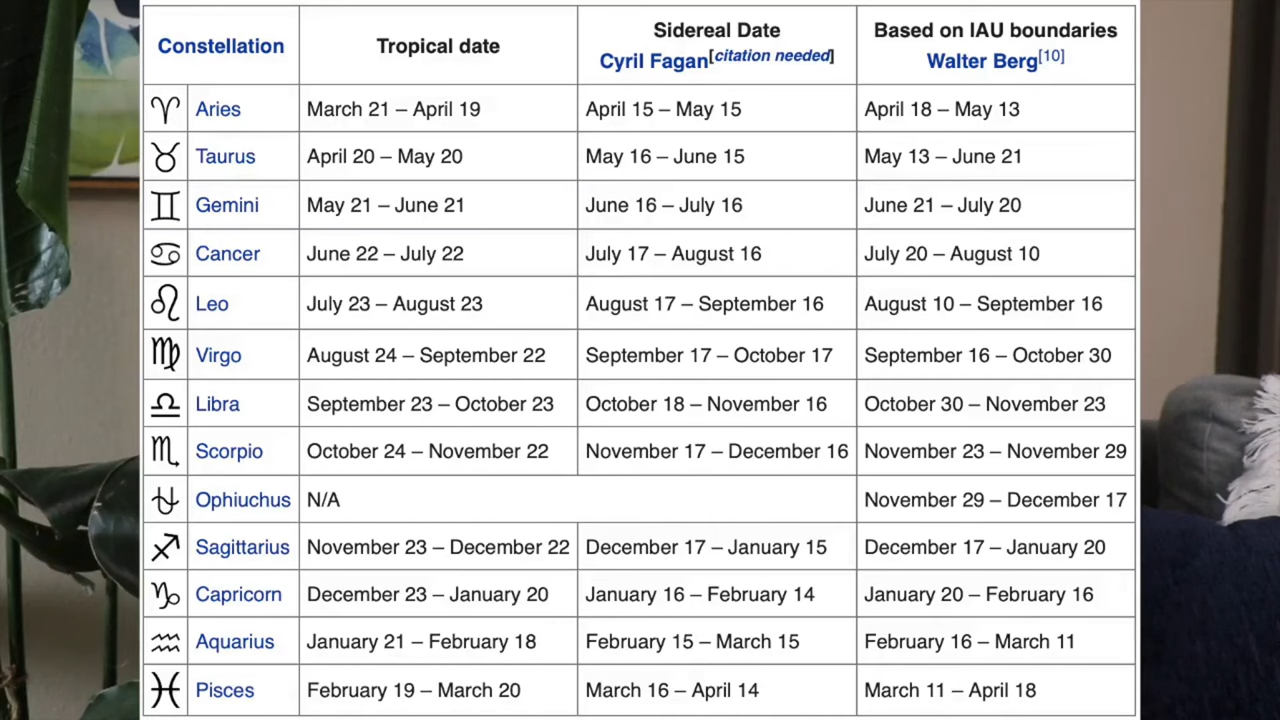 Constellation Tropical date Sidereal Date Cyril Fagan[citation needed] Based on IAU boundaries Walter Berg[10]
♈ Aries March 21 – April 19 April 15 – May 15 April 18 – May 13
♉ Taurus April 20 – May 20 May 16 – June 15 May 13 – June 21
♊ Gemini May 21 – June 21 June 16 – July 16 June 21 – July 20
♋ Cancer June 22 – July 22 July 17 – August 16 July 20 – August 10
♌ Leo July 23 – August 23 August 17 – September 16 August 10 – September 16
♍ Virgo August 24 – September 22 September 17 – October 17 September 16 – October 30
♎ Libra September 23 – October 23 October 18 – November 16 October 30 – November 23
♏ Scorpio October 24 – November 22 November 17 – December 16 November 23 – November 29
⛎ Ophiuchus N/A November 29 – December 17
♐ Sagittarius November 23 – December 22 December 17 – January 15 December 17 – January 20
♑ Capricorn December 23 – January 20 January 16 – February 14 January 20 – February 16
♒ Aquarius January 21 – February 18 February 15 – March 15 February 16 – March 11
♓ Pisces February 19 – March 20 March 16 – April 14 March 11 – April 18